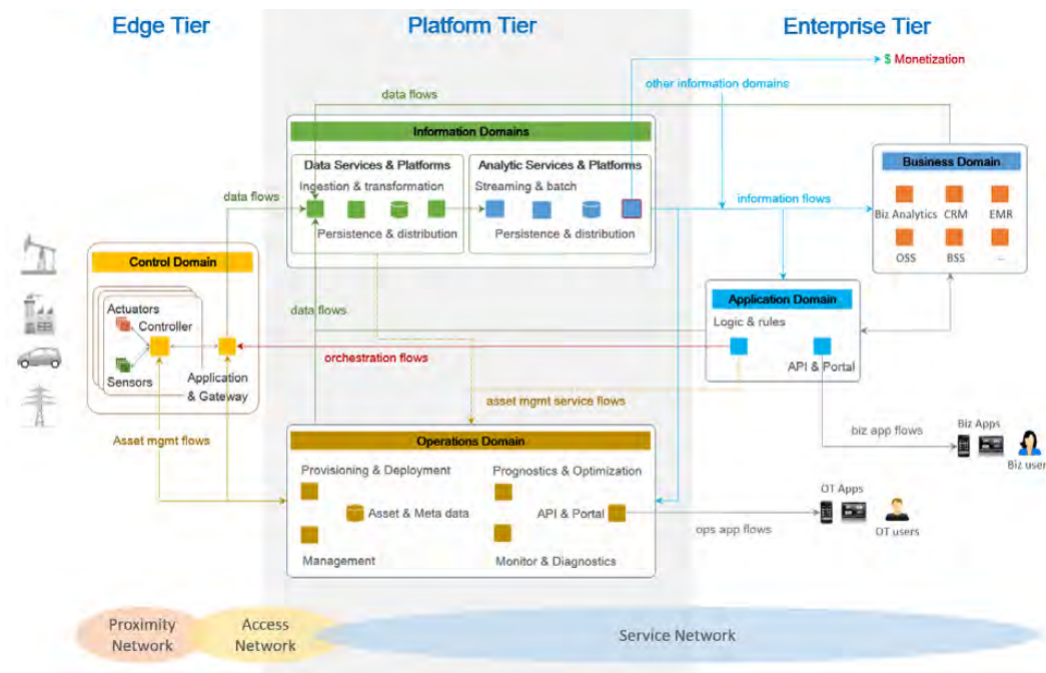 Edge Tier
Platform Tier
Enterprise Tier
$ Monetization
other information domains
data flows
Information Domains
Data Services & Platforms
Ingestion & transformation
Persistence & distribution
Analytic Services & Platforms
Streaming & batch
Persistence & distribution
data flows
information flows
Business Domain
Biz Analytics
CRM
EMR
OSS
BSS
...
Control Domain
Actuators
Controller
Sensors
Application
& Gateway
data flows
Application Domain
Logic & rules
API & Portal
orchestration flows
asset mgmt service flows
Asset mgmt flows
Operations Domain
Provisioning & Deployment
Prognostics & Optimization
Asset & Meta data
API & Portal
Management
Monitor & Diagnostics
biz app flows
Biz Apps
Biz user
OT Apps
ops app flows
OT users
Proximity
Network
Access
Network
Service Network